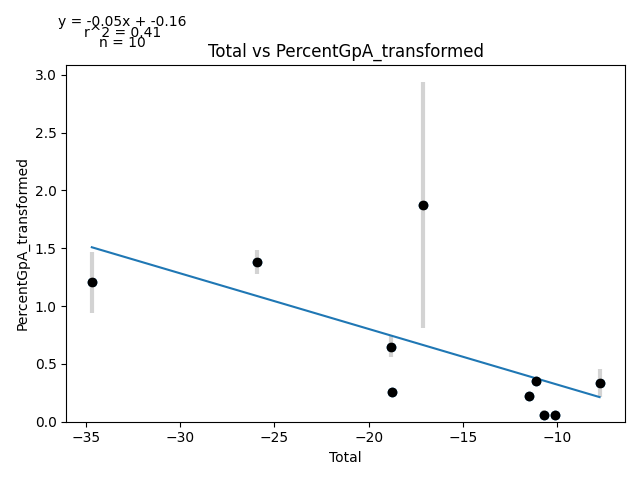 y = -0.05x + -0.16
r^2 = 0.41
n = 10
Total vs PercentGpA_transformed
PercentGpA_transformed
3.0
2.5
2.0
1.5
1.0
0.5
0.0
−35 −30 −25 −20 −15 −10
Total